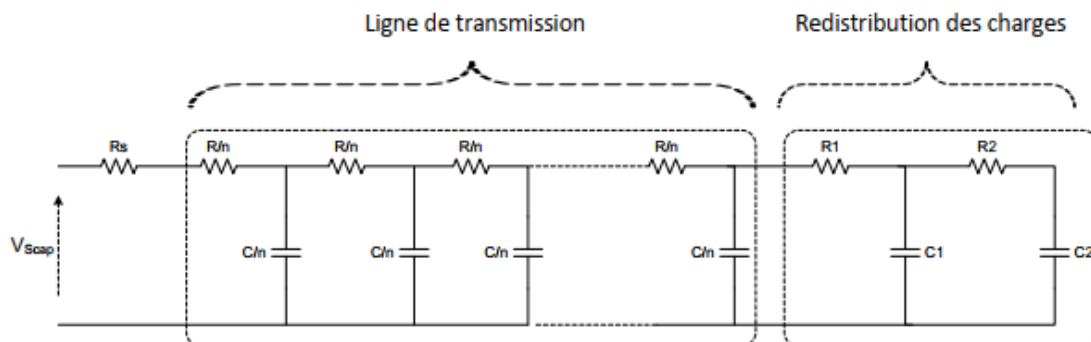 Ligne de transmission
Redistribution des charges
Rs
R/n
R/n
R/n
R/n
R1
R2
VScap
C/n
C/n
C/n
C/n
C1
C2